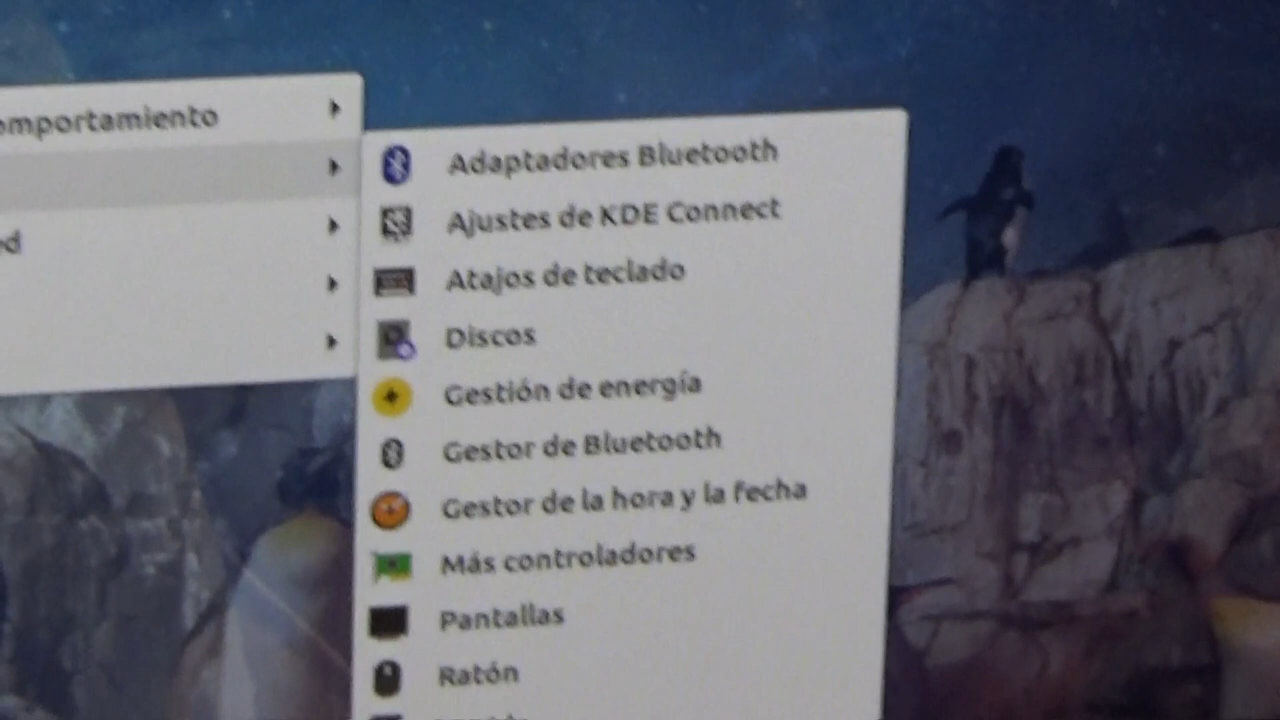 omportamiento
ed
Adaptadores Bluetooth
Ajustes de KDE Connect
Atajos de teclado
Discos
Gestión de energía
Gestor de Bluetooth
Gestor de la hora y la fecha
Más controladores
Pantallas
Ratón